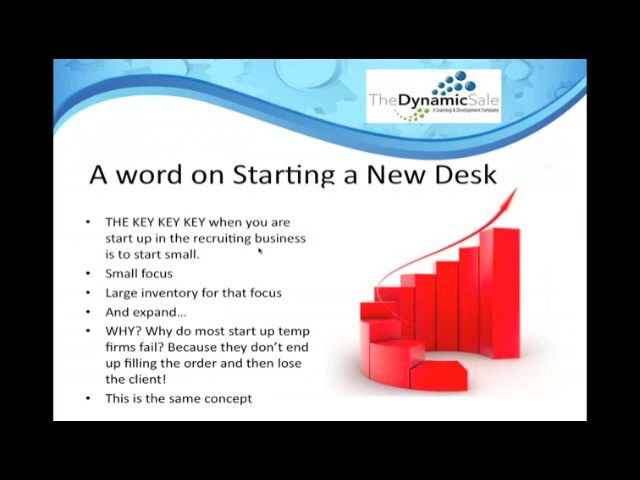 TheDynamicSale
A learning & Development Company
A word on Starting a New Desk
• THE KEY KEY KEY when you are
start up in the recruiting business
is to start small.
• Small focus
• Large inventory for that focus
• And expand...
• WHY? Why do most start up temp
firms fail? Because they don't end
up filling the order and then lose
the client!
• This is the same concept